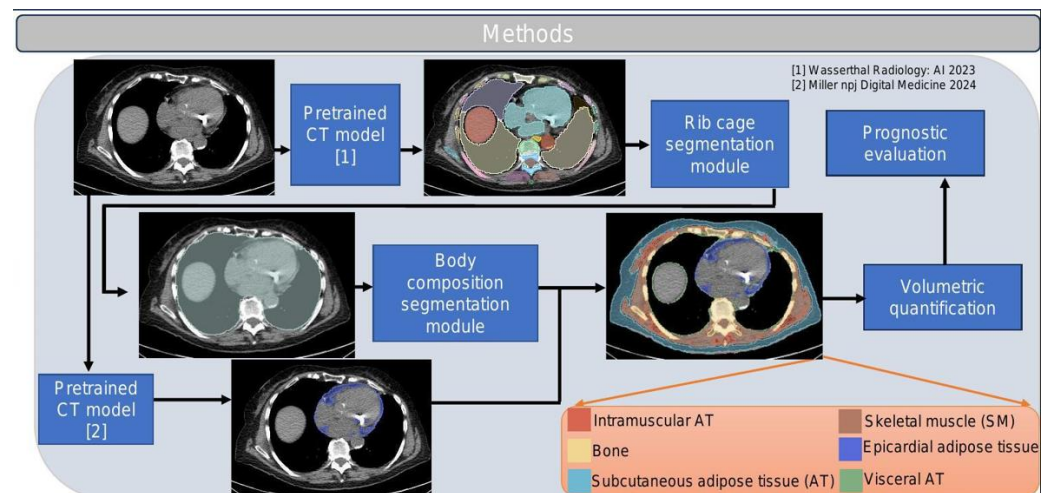 Methods
[1] Wasserthal Radiology: AI 2023
[2] Miller npj Digital Medicine 2024
Pretrained
CT model
[1]
Rib cage
segmentation
module
Prognostic
evaluation
Body
composition
segmentation
module
Volumetric
quantification
Pretrained
CT model
[2]
Intramuscular AT
Skeletal muscle (SM)
Bone
Epicardial adipose tissue
Subcutaneous adipose tissue (AT)
Visceral AT